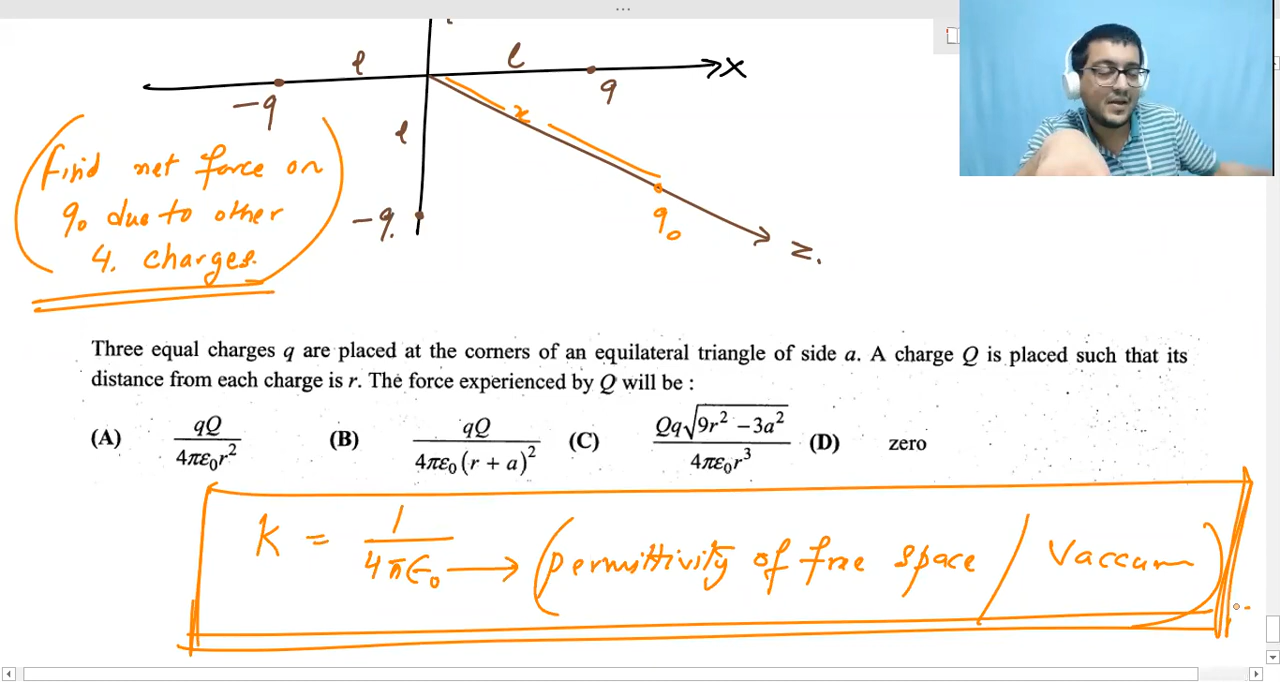 ...
l
l
X
-q
q
x
l
Find net force on
q₀ due to other
4. charges.
-q.
q₀
Z.
Three equal charges q are placed at the corners of an equilateral triangle of side a. A charge Q is placed such that its
distance from each charge is r. The force experienced by Q will be :
(A) qQ / 4πε₀r² (B) qQ / 4πε₀(r + a)² (C) Qq√(9r² – 3a²) / 4πε₀r³ (D) zero
K = 1 / 4πε₀ → (Permittivity of free space / Vaccum)